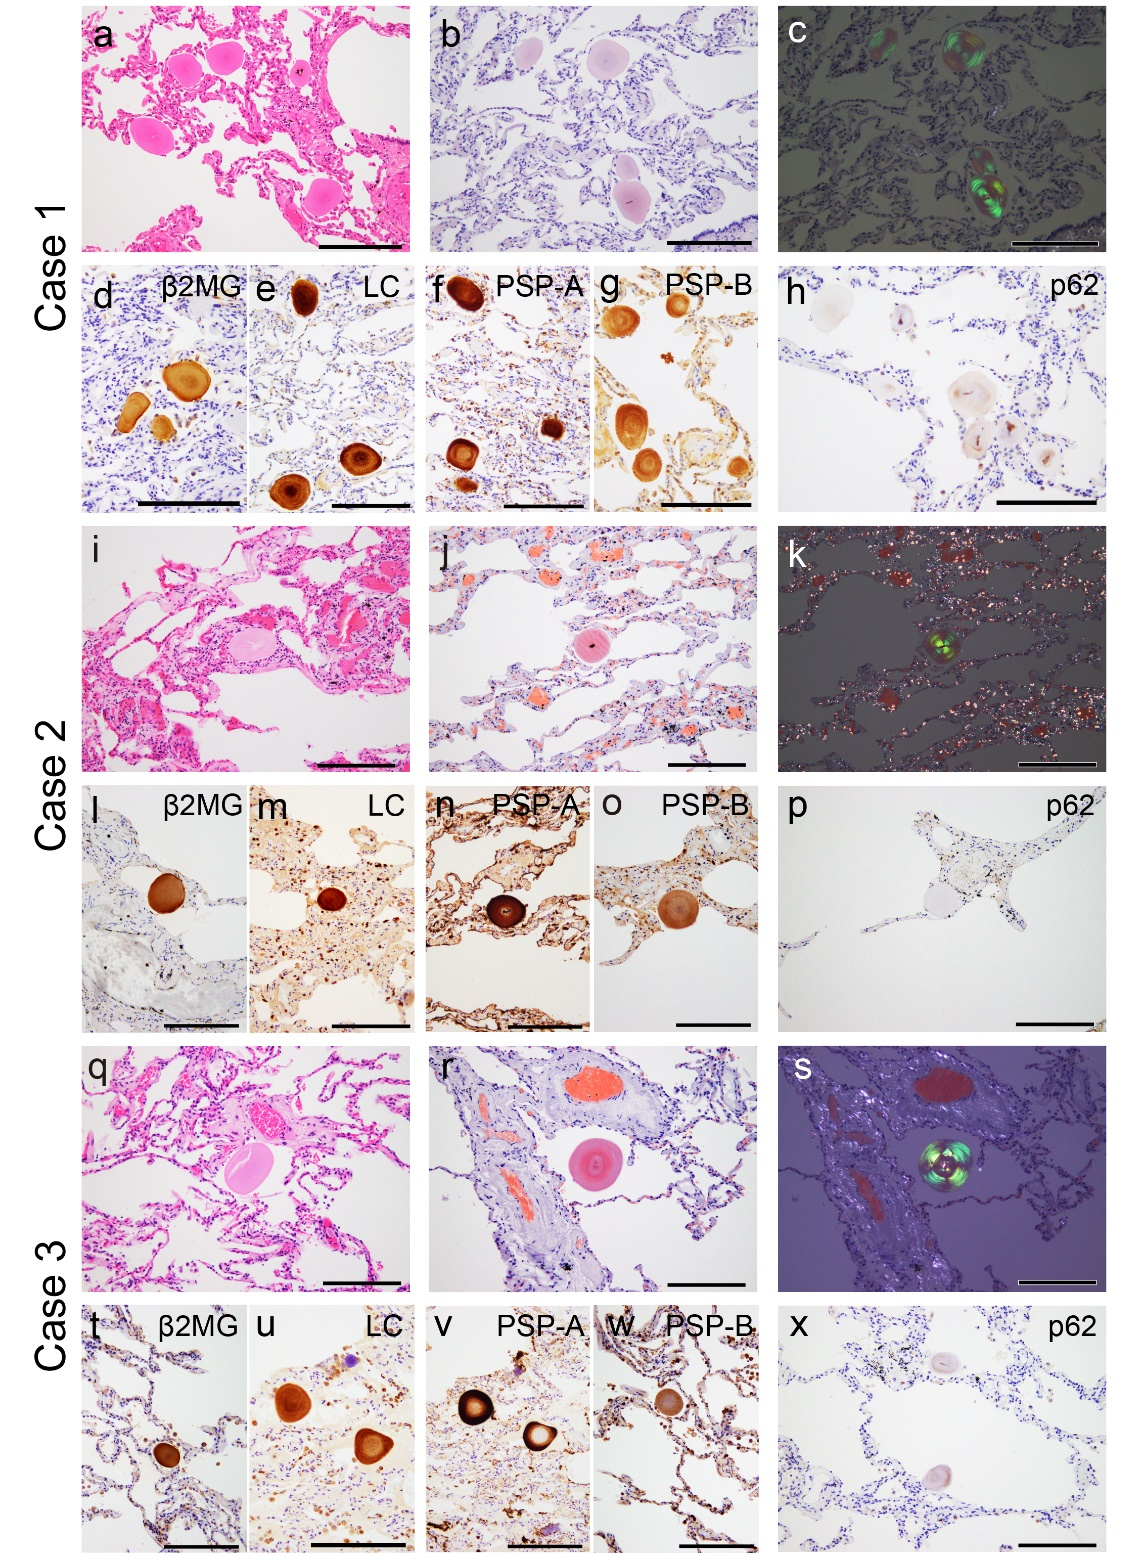 Case 1
a
b
c
d β2MG
e LC
f PSP-A
g PSP-B
h p62
Case 2
i
j
k
l β2MG
m LC
n PSP-A
o PSP-B
p p62
Case 3
q
r
s
t β2MG
u LC
v PSP-A
w PSP-B
x p62